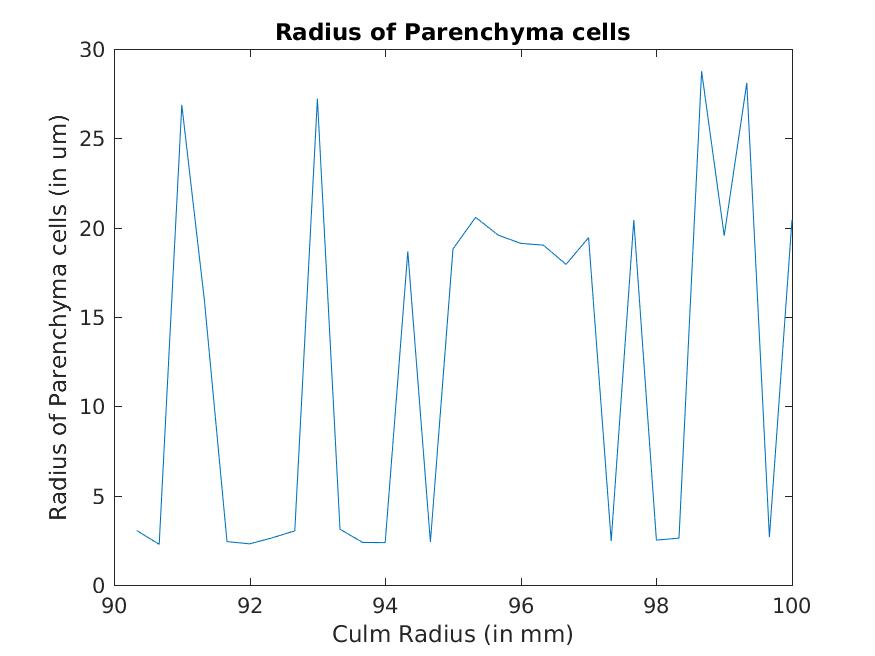 Radius of Parenchyma cells
Radius of Parenchyma cells (in um)
30
25
20
15
10
5
0
90 92 94 96 98 100
Culm Radius (in mm)